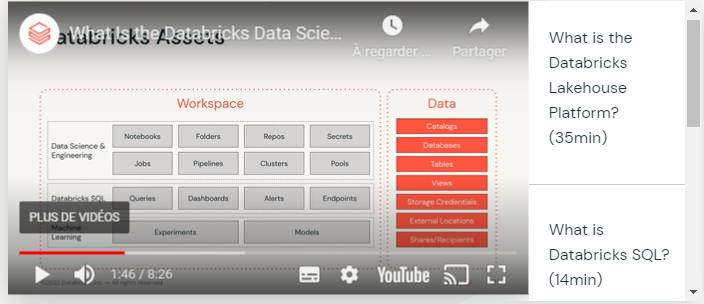 Databricks Assets
What Is the Databricks Data Scie...
À regarder ...
Partager
Workspace
Data Science &
Engineering
Notebooks
Folders
Repos
Secrets
Jobs
Pipelines
Clusters
Pools
Databricks SQL
Queries
Dashboards
Alerts
Endpoints
Machine
Learning
Experiments
Models
Data
Catalogs
Databases
Tables
Views
Storage Credentials
External Locations
Shares/Recipients
PLUS DE VIDÉOS
1:46 / 8:26
YouTube
All rights reserved
What is the
Databricks
Lakehouse
Platform?
(35min)
What is
Databricks SQL?
(14min)